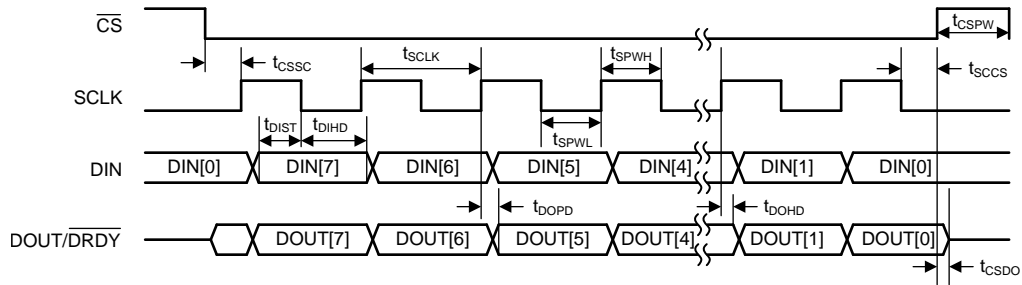 C̅S̅ tCSPW
tCSSC tSCLK tSPWH tSCCS
SCLK
tDIST tDIHD tSPWL
DIN DIN[0] DIN[7] DIN[6] DIN[5] DIN[4] DIN[1] DIN[0]
tDOPD tDOHD
DOUT/D̅R̅D̅Y̅ DOUT[7] DOUT[6] DOUT[5] DOUT[4] DOUT[1] DOUT[0]
tCSDO